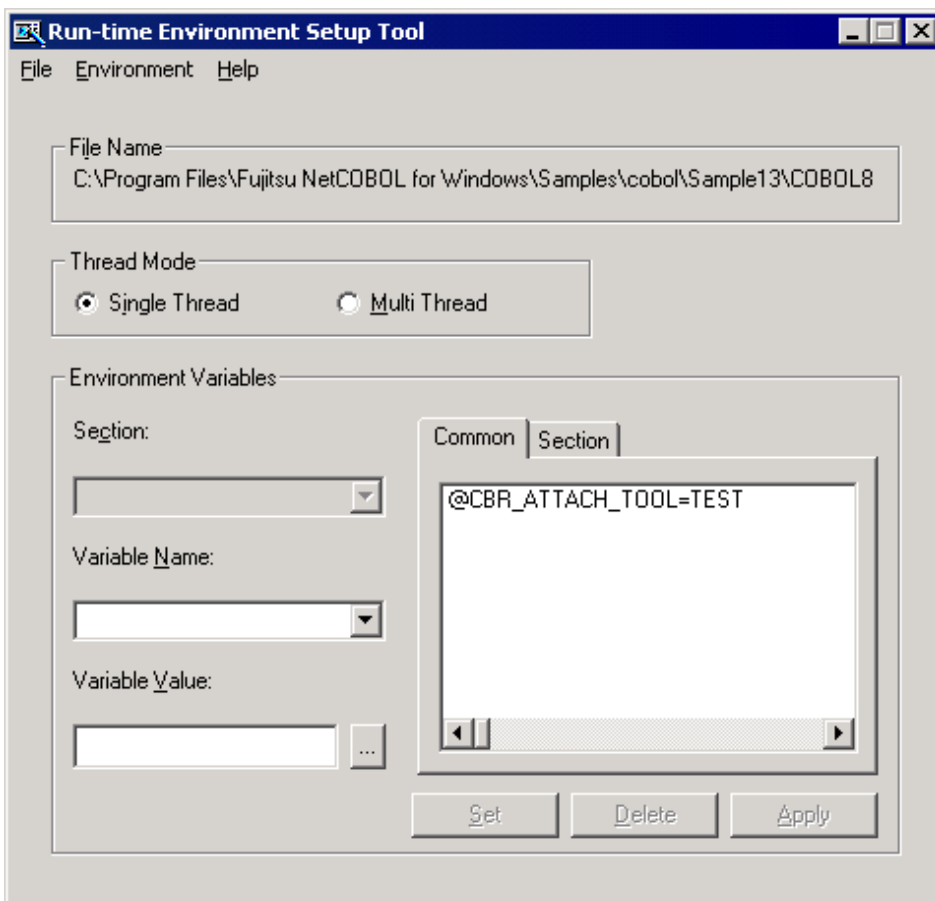 Run-time Environment Setup Tool
File Environment Help
File Name
C:\Program Files\Fujitsu NetCOBOL for Windows\Samples\cobol\Sample13\COBOL8
Thread Mode
Single Thread Multi Thread
Environment Variables
Section:
Variable Name:
Variable Value:
...
Common Section
@CBR_ATTACH_TOOL=TEST
Set Delete Apply